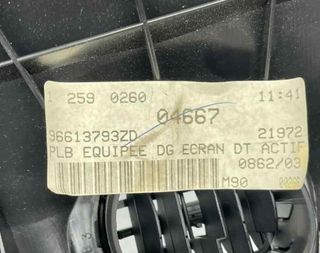 1 259 0260 11:41
04667
96613793ZD 21972
PLB EQUIPEE DG ECRAN DT ACTIF
0862/03
M90